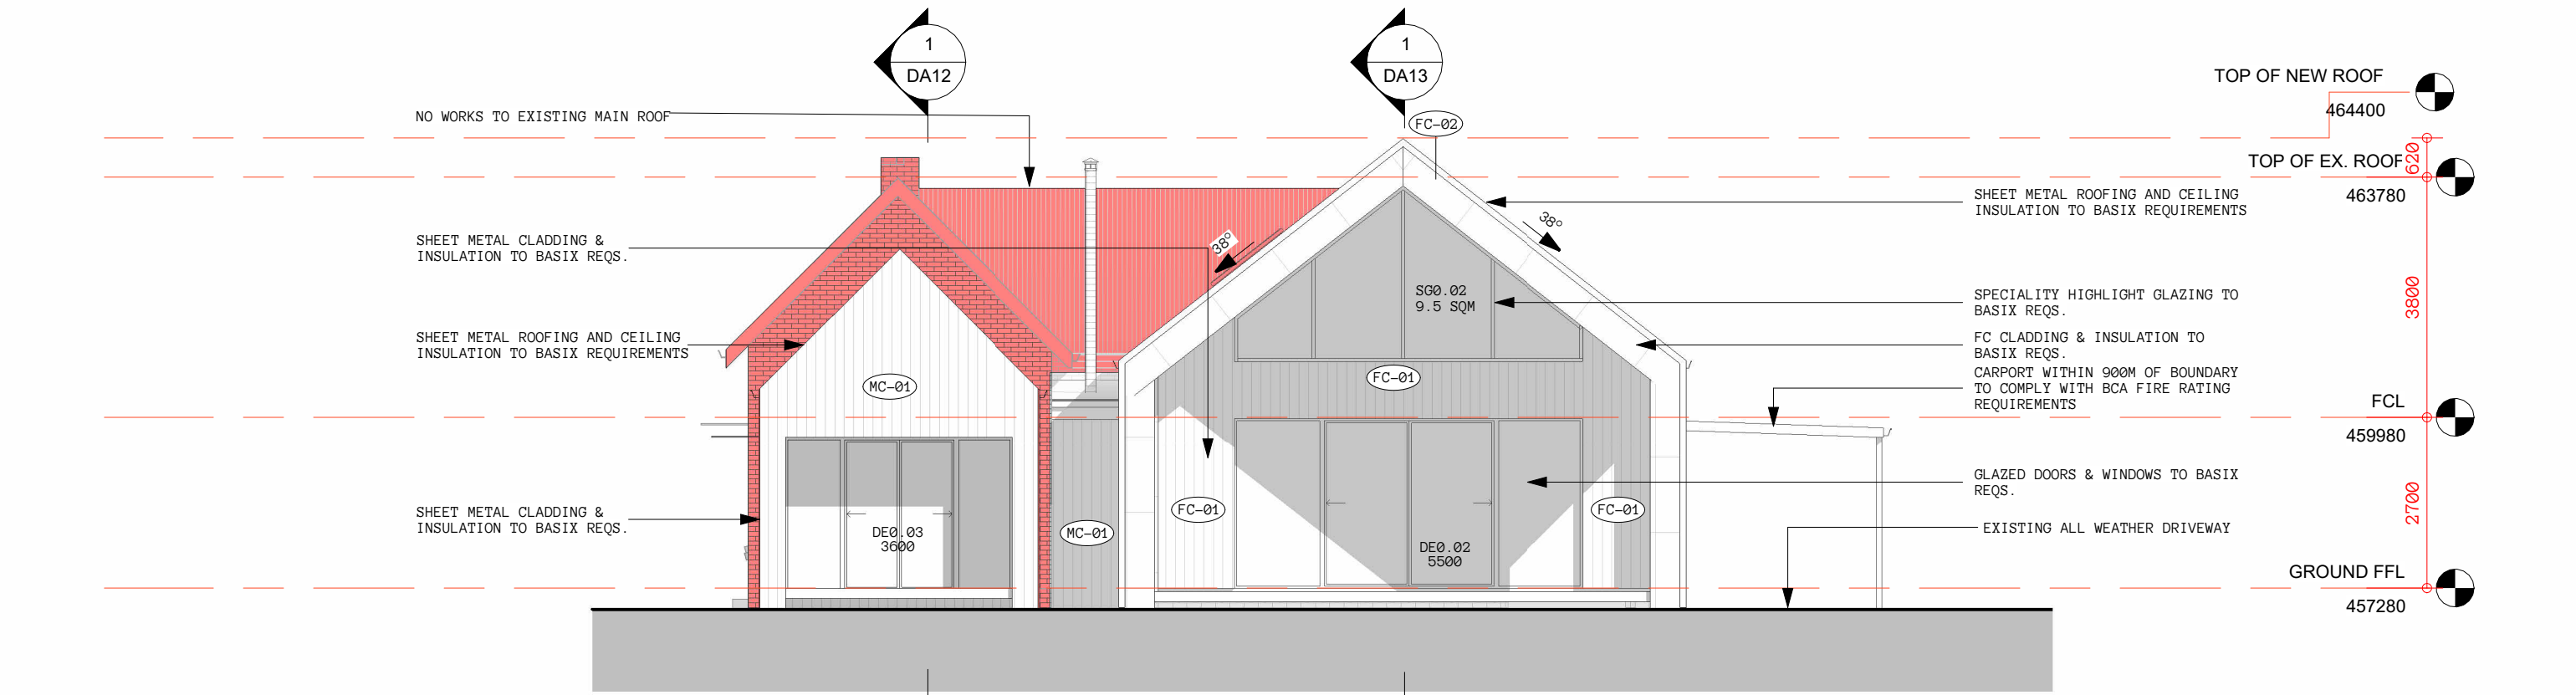 1
DA12
1
DA13
TOP OF NEW ROOF
464400
NO WORKS TO EXISTING MAIN ROOF
FC-02
620
TOP OF EX. ROOF
463780
SHEET METAL ROOFING AND CEILING
INSULATION TO BASIX REQUIREMENTS
38°
38°
SHEET METAL CLADDING &
INSULATION TO BASIX REQS.
SG0.02
9.5 SQM
SPECIALITY HIGHLIGHT GLAZING TO
BASIX REQS.
3800
SHEET METAL ROOFING AND CEILING
INSULATION TO BASIX REQUIREMENTS
FC CLADDING & INSULATION TO
BASIX REQS.
MC-01
FC-01
CARPORT WITHIN 900M OF BOUNDARY
TO COMPLY WITH BCA FIRE RATING
REQUIREMENTS
FCL
459980
GLAZED DOORS & WINDOWS TO BASIX
REQS.
2700
SHEET METAL CLADDING &
INSULATION TO BASIX REQS.
FC-01
FC-01
DE0.03
3600
MC-01
EXISTING ALL WEATHER DRIVEWAY
DE0.02
5500
GROUND FFL
457280